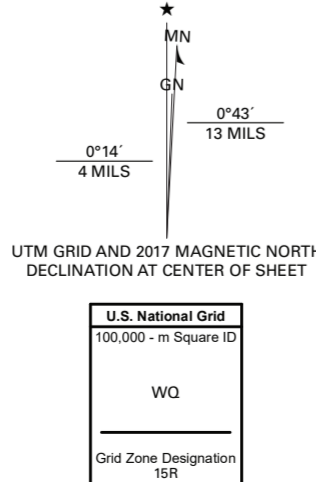 MN
GN
0°43´
13 MILS
0°14´
4 MILS
UTM GRID AND 2017 MAGNETIC NORTH
DECLINATION AT CENTER OF SHEET
U.S. National Grid
100,000 - m Square ID
WQ
Grid Zone Designation
15R